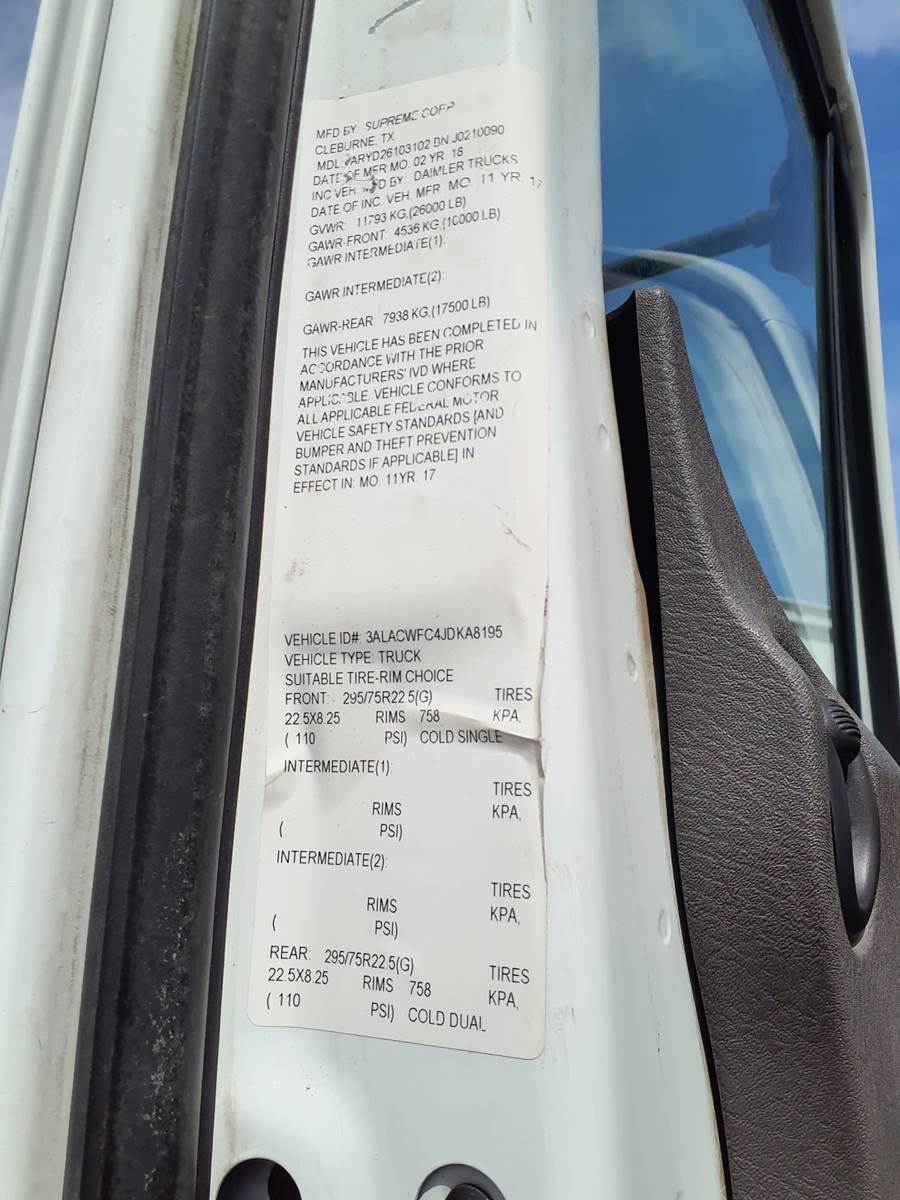 MFD BY: SUPREME CORP
CLEBURNE, TX
MDL: BN:J0210090
DATE OF MFR MO. 02 YR. 18
INC VEH. BY: DAIMLER TRUCKS
DATE OF INC. VEH. MFR. MO. 11 YR. 17
GVWR: 11793 KG,(26000 LB)
GAWR-FRONT: 4536 KG,(10000 LB)
GAWR INTERMEDIATE(1):
GAWR INTERMEDIATE(2):
GAWR-REAR: 7938 KG,(17500 LB)
THIS VEHICLE HAS BEEN COMPLETED IN
ACCORDANCE WITH THE PRIOR
MANUFACTURERS' IVD WHERE
APPLICABLE. VEHICLE CONFORMS TO
ALL APPLICABLE FEDERAL MOTOR
VEHICLE SAFETY STANDARDS [AND
BUMPER AND THEFT PREVENTION
STANDARDS IF APPLICABLE] IN
EFFECT IN: MO. 11YR. 17
VEHICLE ID#: 3ALACWFC4JDKA8195
VEHICLE TYPE: TRUCK
SUITABLE TIRE-RIM CHOICE
FRONT: 295/75R22.5(G) TIRES
22.5X8.25 RIMS 758 KPA,
( 110 PSI) COLD SINGLE
INTERMEDIATE(1):
TIRES
RIMS KPA,
( PSI)
INTERMEDIATE(2):
TIRES
RIMS KPA,
( PSI)
REAR: 295/75R22.5(G) TIRES
22.5X8.25 RIMS 758 KPA,
( 110 PSI) COLD DUAL